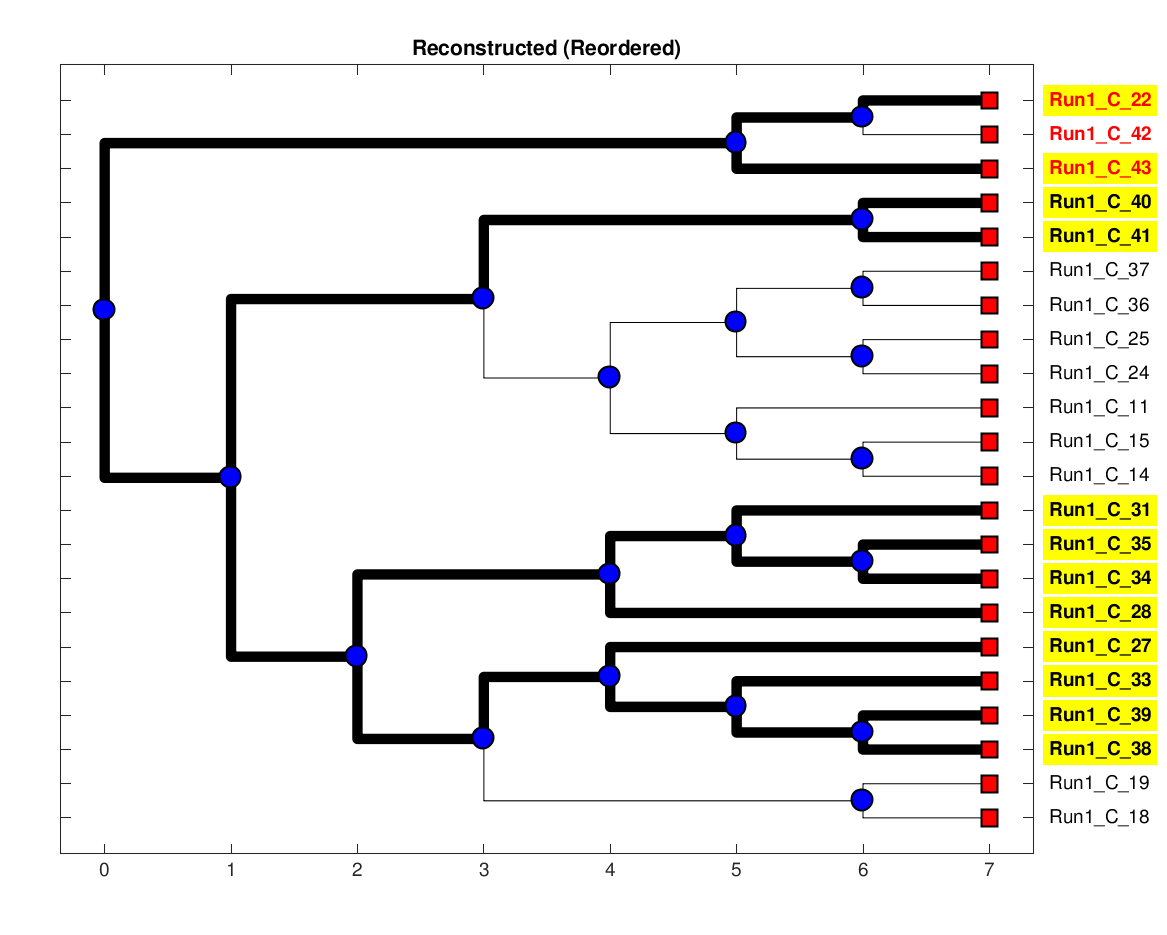 Reconstructed (Reordered)
Run1_C_22
Run1_C_42
Run1_C_43
Run1_C_40
Run1_C_41
Run1_C_37
Run1_C_36
Run1_C_25
Run1_C_24
Run1_C_11
Run1_C_15
Run1_C_14
Run1_C_31
Run1_C_35
Run1_C_34
Run1_C_28
Run1_C_27
Run1_C_33
Run1_C_39
Run1_C_38
Run1_C_19
Run1_C_18
0 1 2 3 4 5 6 7